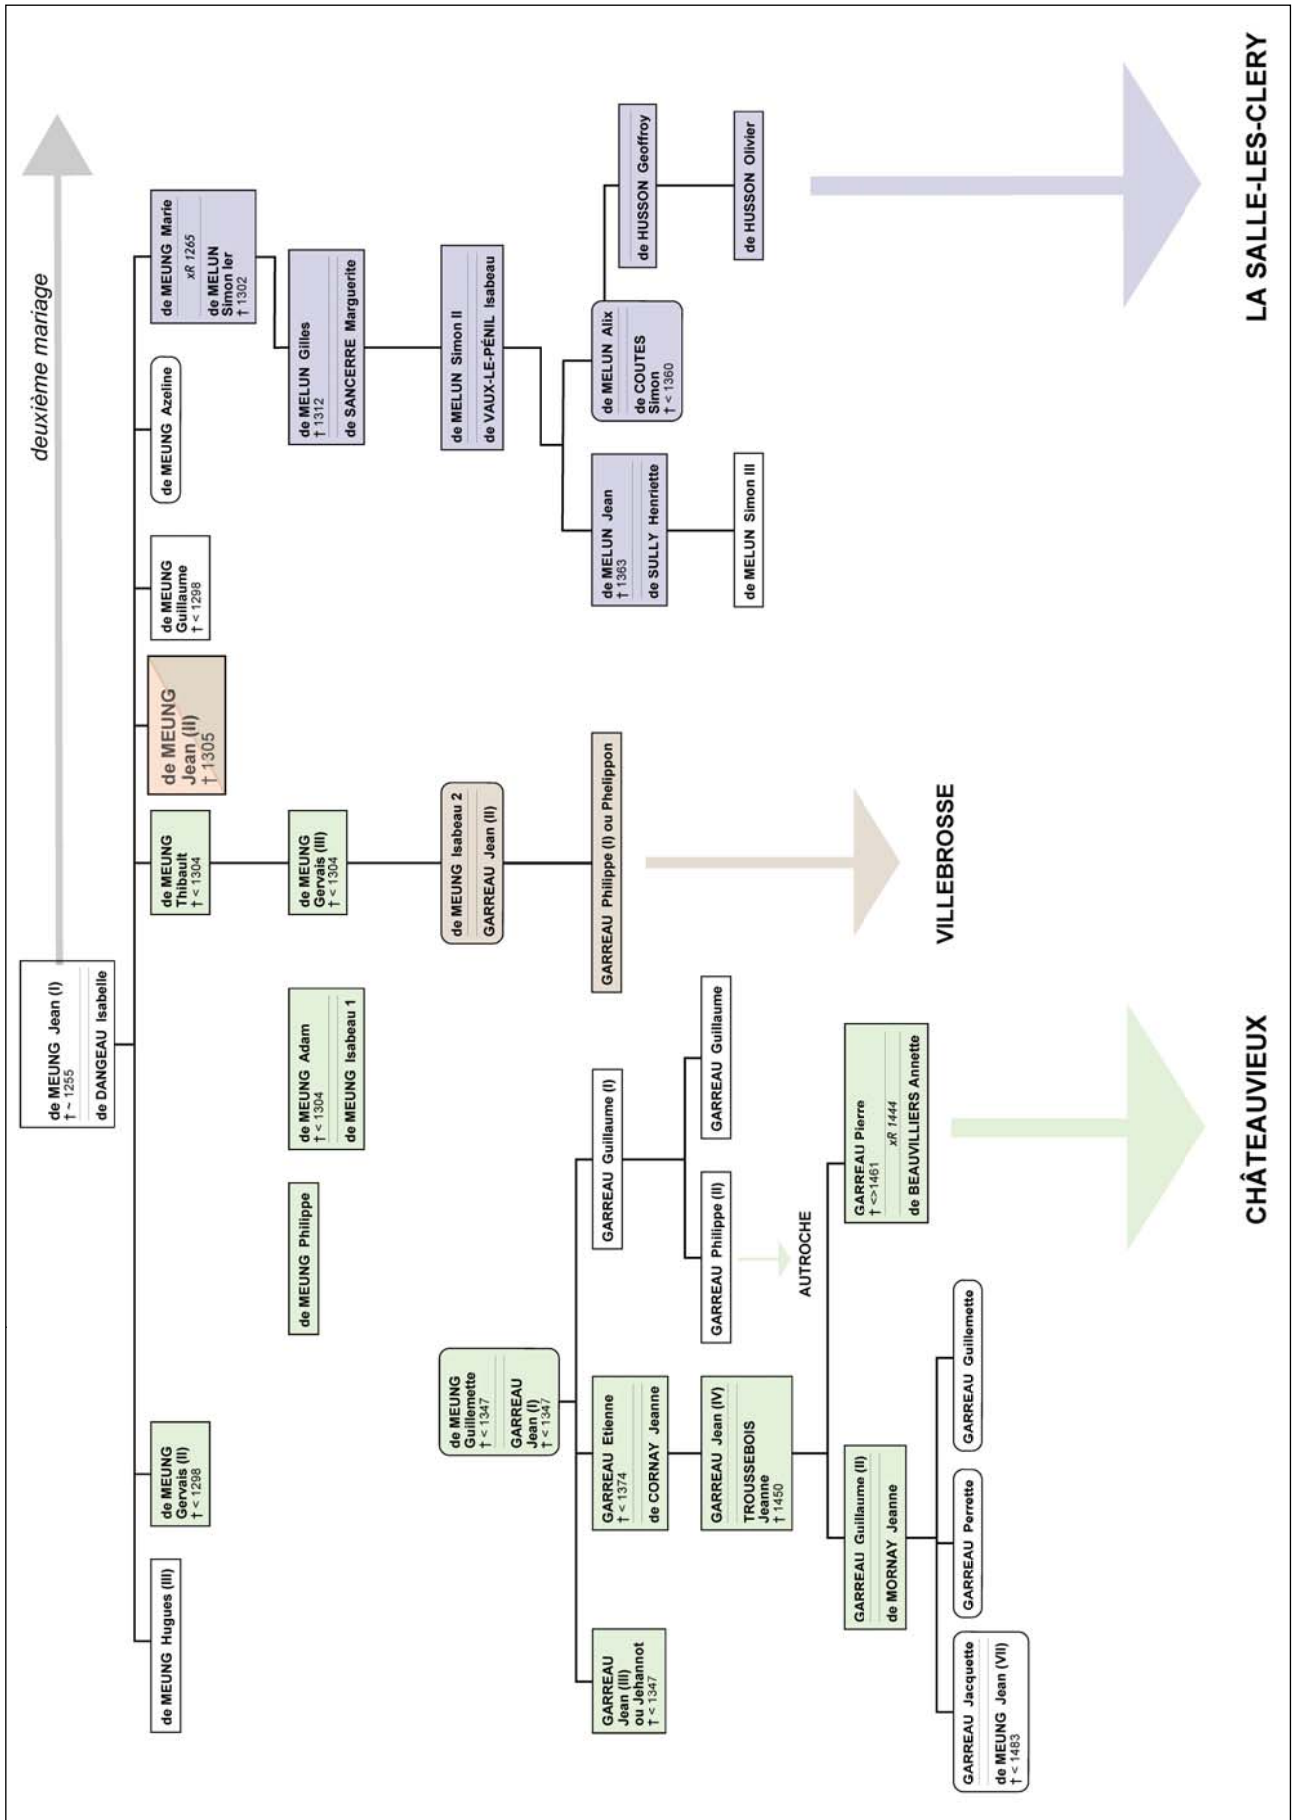 deuxième mariage
de MEUNG Jean (I)
† ~ 1255
de DANGEAU Isabelle
de MEUNG Hugues (III)
de MEUNG
Gervais (II)
† < 1298
de MEUNG
Thibault
† < 1304
de MEUNG
Jean (II)
† 1305
de MEUNG
Guillaume
† < 1298
de MEUNG Azeline
de MEUNG Marie
xR 1265
de MELUN
Simon Ier
† 1302
de MEUNG Philippe
de MEUNG Adam
† < 1304
de MEUNG Isabeau 1
de MEUNG
Gervais (III)
† < 1304
de MELUN Gilles
† 1312
de SANCERRE Marguerite
de MEUNG
Guillemette
† < 1347
GARREAU
Jean (I)
† < 1347
de MEUNG Isabeau 2
GARREAU Jean (II)
de MELUN Simon II
de VAUX-LE-PÉNIL Isabeau
GARREAU
Jean (III)
ou Jehannot
† < 1347
GARREAU Etienne
† < 1374
de CORNAY Jeanne
GARREAU Guillaume (I)
GARREAU Philippe (I) ou Phelippon
de MELUN Jean
† 1363
de SULLY Henriette
de MELUN Alix
de COUTES
Simon
† < 1360
de HUSSON Geoffroy
GARREAU Jean (IV)
TROUSSEBOIS
Jeanne
† 1450
GARREAU Philippe (II)
GARREAU Guillaume
de MELUN Simon III
de HUSSON Olivier
AUTROCHE
GARREAU Guillaume (II)
de MORNAY Jeanne
GARREAU Pierre
† <>1461
xR 1444
de BEAUVILLIERS Annette
VILLEBROSSE
GARREAU Jacquette
de MEUNG Jean (VII)
† < 1483
GARREAU Perrette
GARREAU Guillemette
CHÂTEAUVIEUX
LA SALLE-LES-CLERY